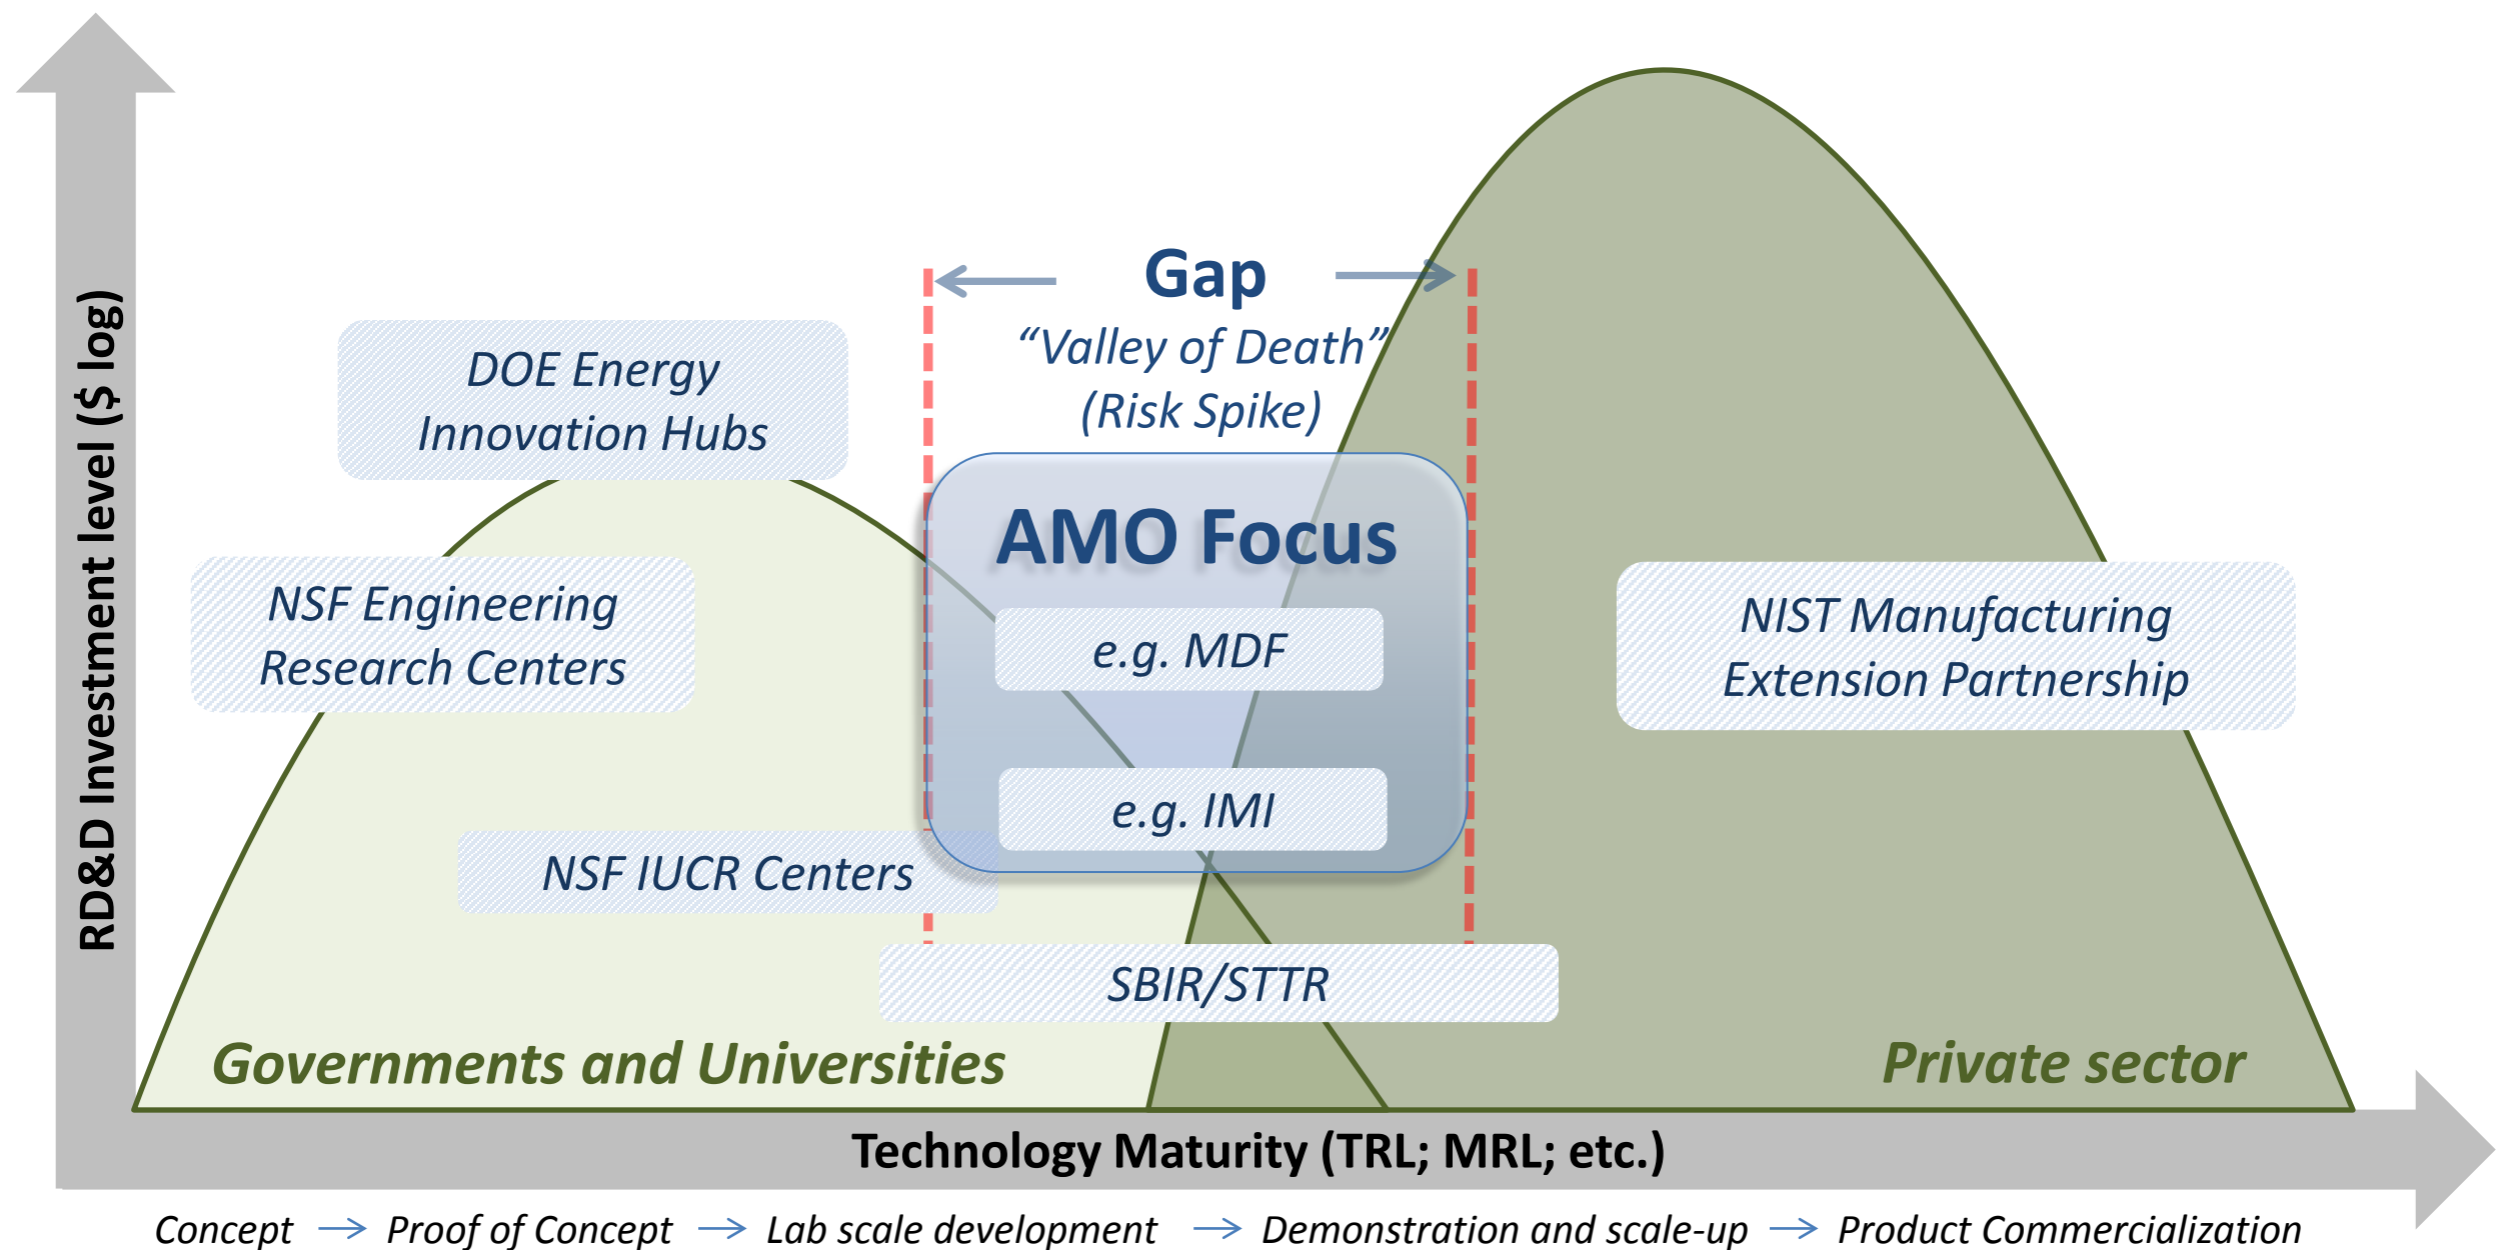 RD&D Investment level ($ log)
Gap
“Valley of Death”
(Risk Spike)
DOE Energy
Innovation Hubs
AMO Focus
NSF Engineering
Research Centers
e.g. MDF
NIST Manufacturing
Extension Partnership
e.g. IMI
NSF IUCR Centers
SBIR/STTR
Governments and Universities
Private sector
Technology Maturity (TRL; MRL; etc.)
Concept → Proof of Concept → Lab scale development → Demonstration and scale-up → Product Commercialization